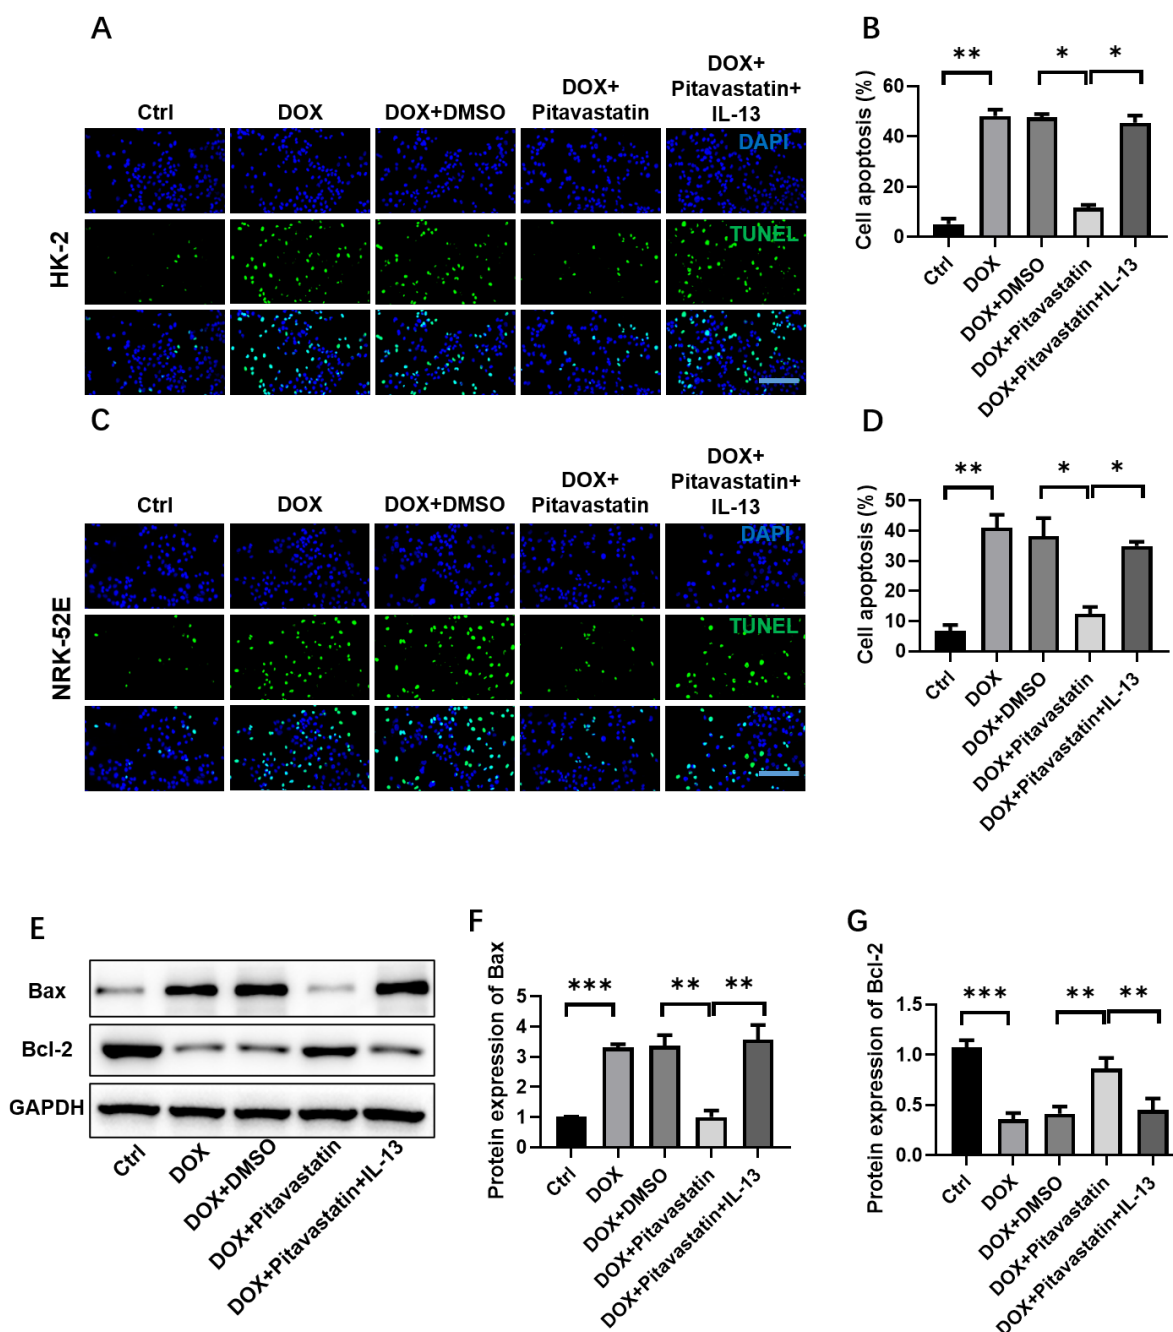 A
Ctrl
DOX
DOX+DMSO
DOX+
Pitavastatin
DOX+
Pitavastatin+
IL-13
DAPI
TUNEL
HK-2
B
** * *
Cell apoptosis (%)
60
40
20
0
Ctrl
DOX
DOX+DMSO
DOX+Pitavastatin
DOX+Pitavastatin+IL-13
C
Ctrl
DOX
DOX+DMSO
DOX+
Pitavastatin
DOX+
Pitavastatin+
IL-13
DAPI
TUNEL
NRK-52E
D
** * *
Cell apoptosis (%)
50
40
30
20
10
0
Ctrl
DOX
DOX+DMSO
DOX+Pitavastatin
DOX+Pitavastatin+IL-13
E
Bax
Bcl-2
GAPDH
Ctrl
DOX
DOX+DMSO
DOX+Pitavastatin
DOX+Pitavastatin+IL-13
F
*** ** **
Protein expression of Bax
5
4
3
2
1
0
Ctrl
DOX
DOX+DMSO
DOX+Pitavastatin
DOX+Pitavastatin+IL-13
G
*** ** **
Protein expression of Bcl-2
1.5
1.0
0.5
0.0
Ctrl
DOX
DOX+DMSO
DOX+Pitavastatin
DOX+Pitavastatin+IL-13